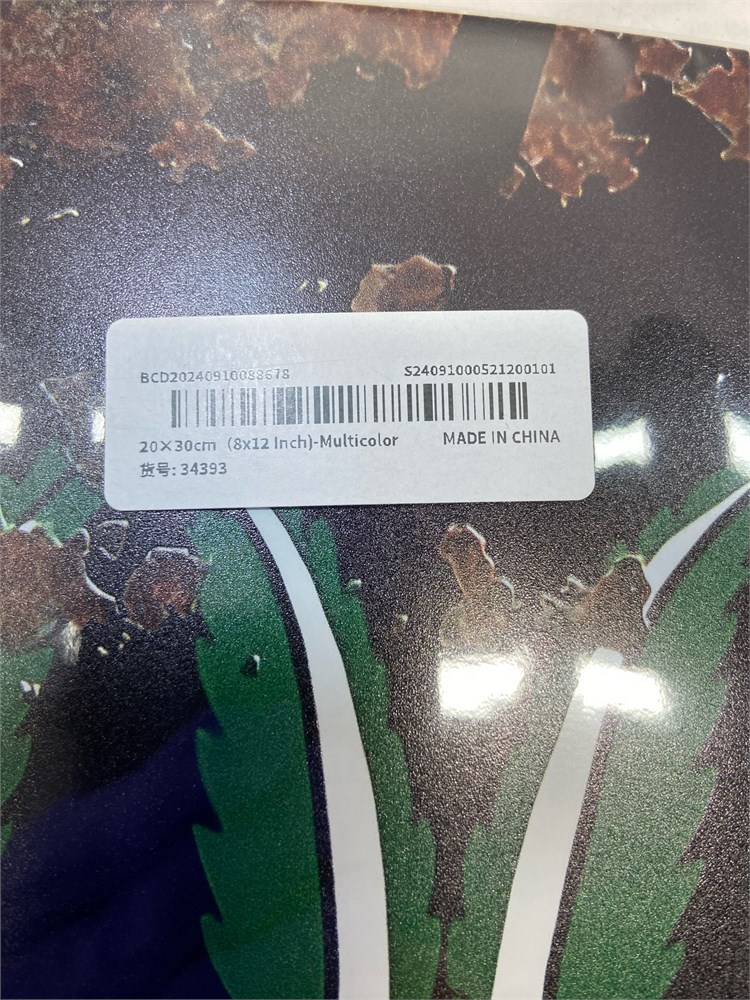 BCD20240910088678 S24091000521200101
20×30cm（8x12 Inch)-Multicolor MADE IN CHINA
货号: 34393